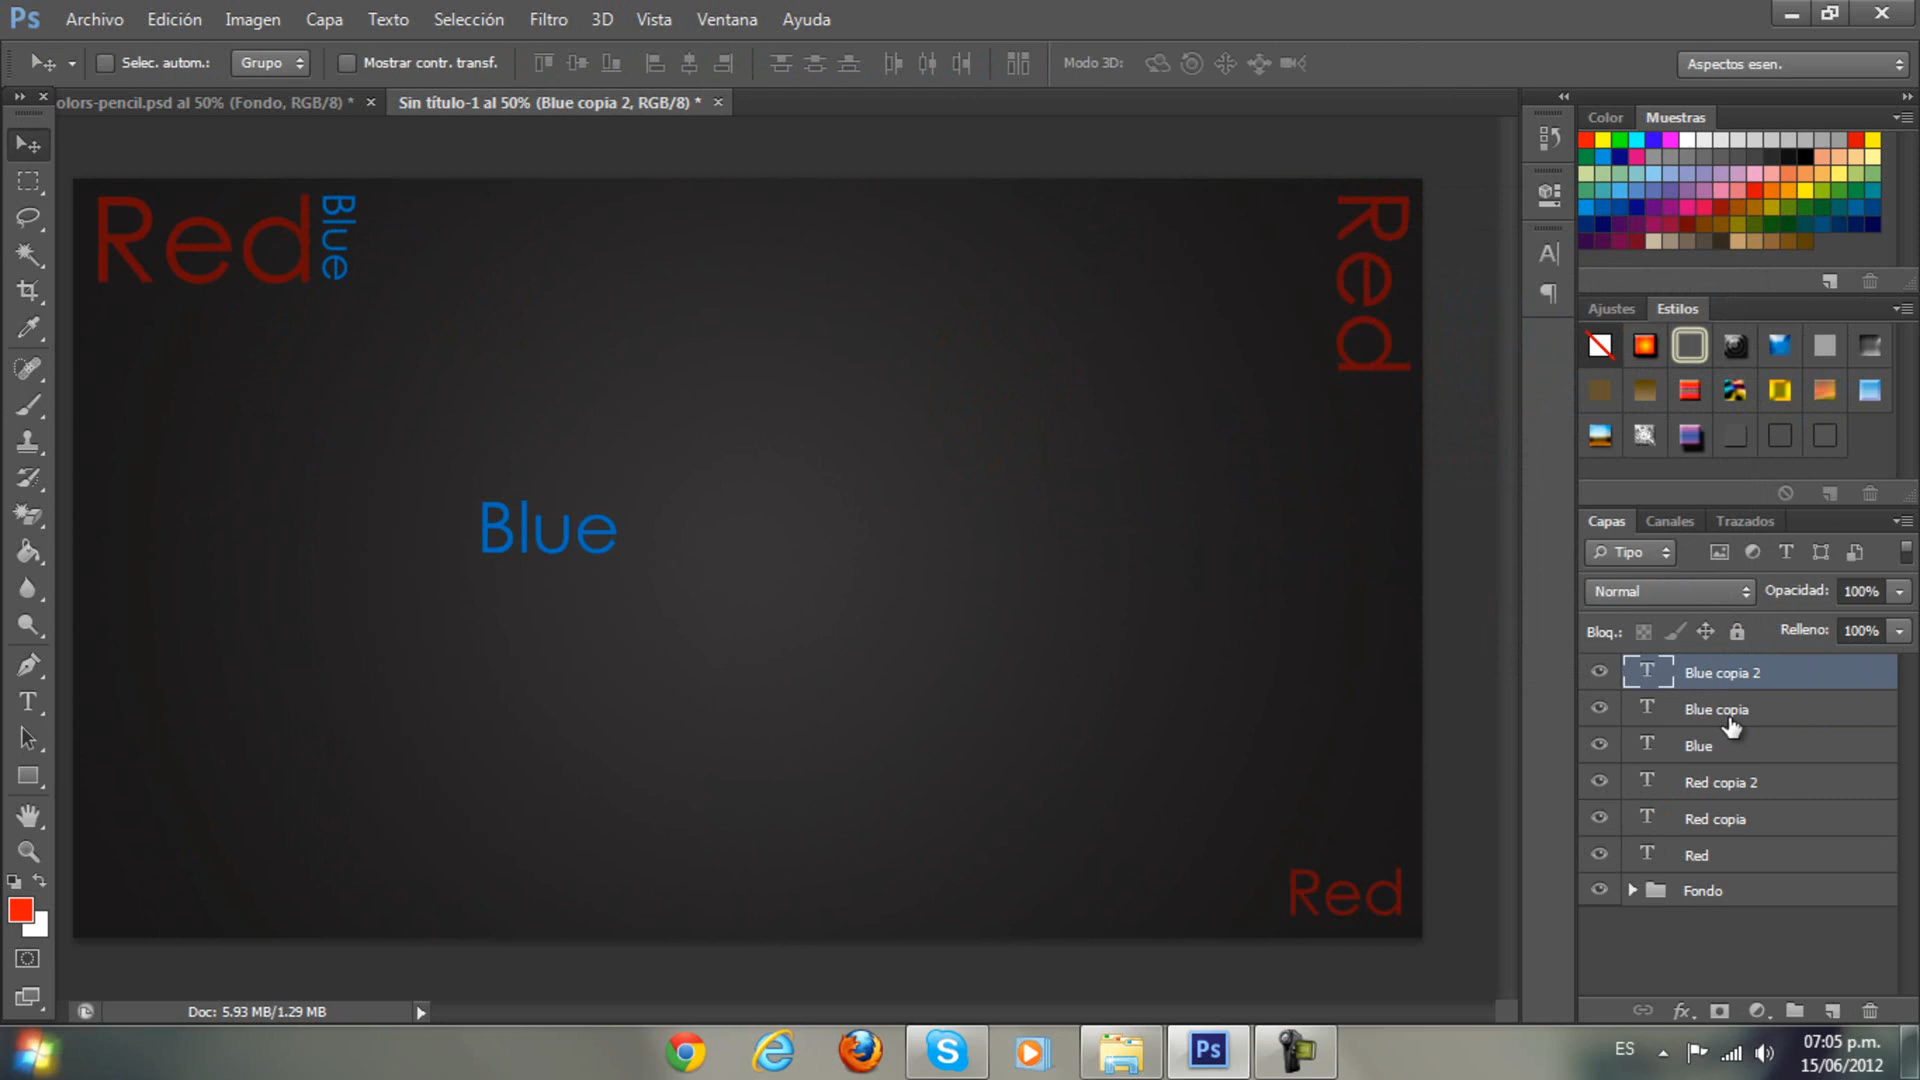 Ps Archivo Edición Imagen Capa Texto Selección Filtro 3D Vista Ventana Ayuda
Selec. autom.: Grupo Mostrar contr. transf. Modo 3D: Aspectos esen.
olors-pencil.psd al 50% (Fondo, RGB/8) * × Sin título-1 al 50% (Blue copia 2, RGB/8) * ×
Color Muestras
Red
Blue
Red
Ajustes Estilos
Blue
Capas Canales Trazados
Tipo
Normal Opacidad: 100%
Bloq.: Relleno: 100%
T Blue copia 2
T Blue copia
T Blue
T Red copia 2
T Red copia
T Red
Fondo
Red
Doc: 5.93 MB/1.29 MB
fx
Ps
ES
07:05 p.m.
15/06/2012